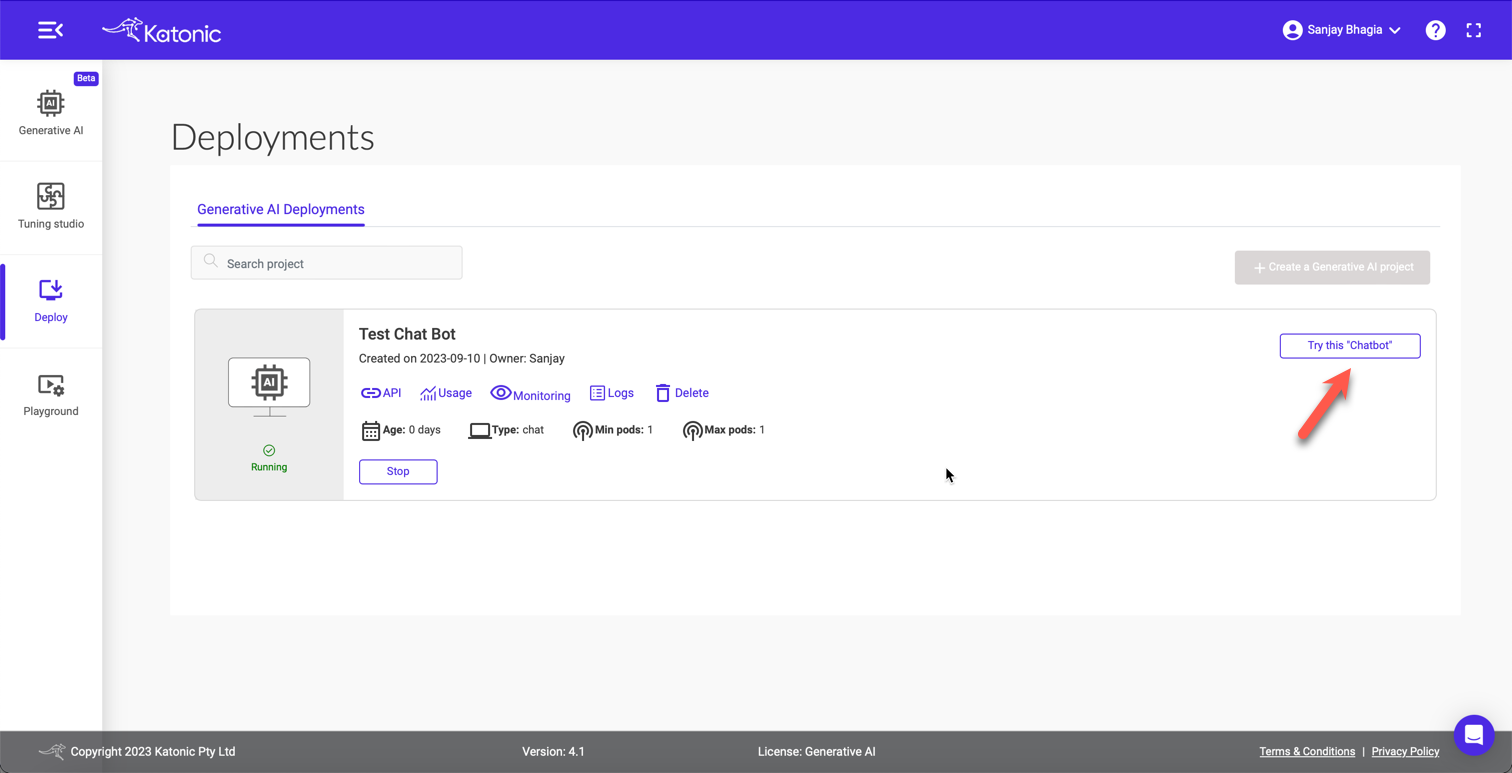 Katonic
Sanjay Bhagia
?
Beta
AI
Generative AI
Tuning studio
Deploy
Playground
Deployments
Generative AI Deployments
Search project
+ Create a Generative AI project
Test Chat Bot
Created on 2023-09-10 | Owner: Sanjay
Try this "Chatbot"
AI
API Usage Monitoring Logs Delete
Age: 0 days Type: chat Min pods: 1 Max pods: 1
Running
Stop
Copyright 2023 Katonic Pty Ltd Version: 4.1 License: Generative AI Terms & Conditions | Privacy Policy